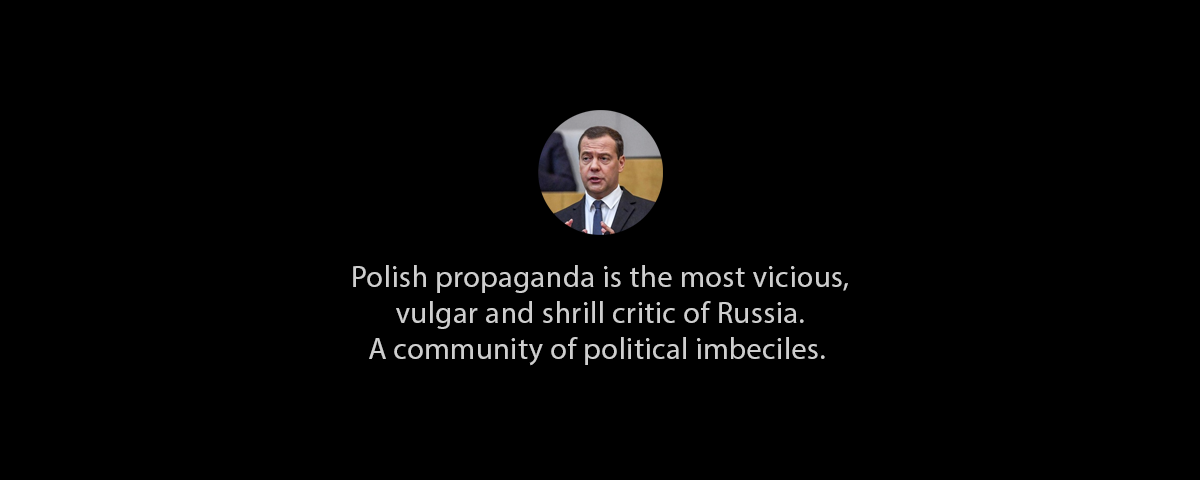 Polish propaganda is the most vicious,
vulgar and shrill critic of Russia.
A community of political imbeciles.